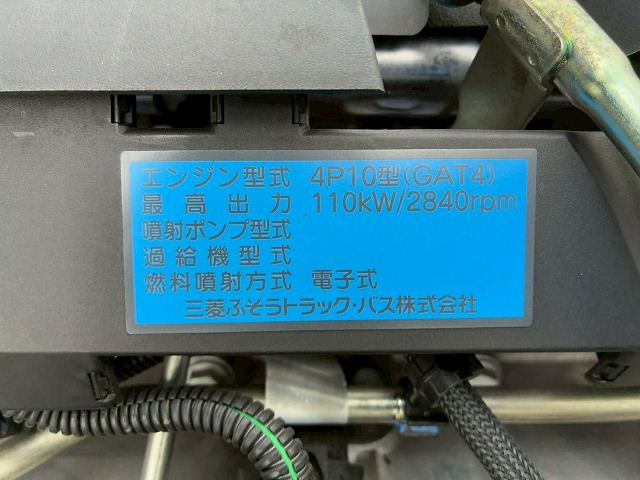 エンジン型式 4P10型(GAT4)
最高出力 110kW/2840rpm
噴射ポンプ型式
過給機型式
燃料噴射方式 電子式
三菱ふそうトラック・バス株式会社